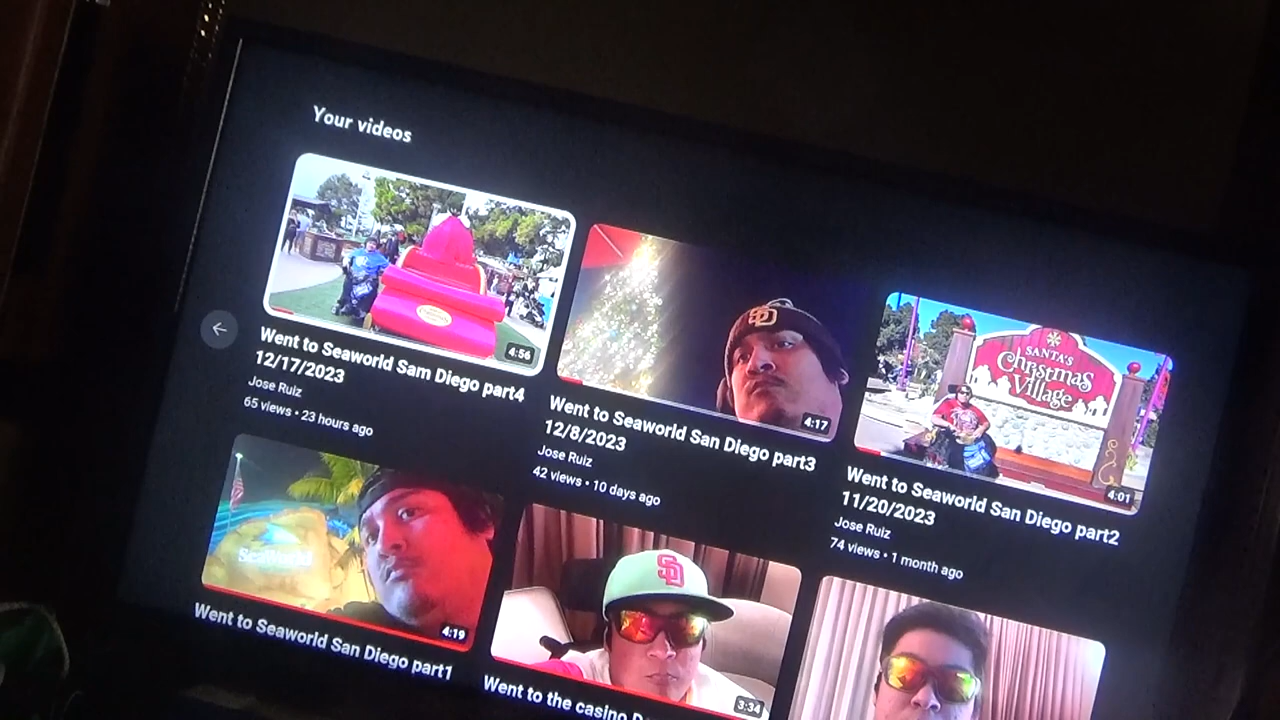 Your videos
4:56
Went to Seaworld Sam Diego part4
12/17/2023
Jose Ruiz
65 views • 23 hours ago
SD
4:17
Went to Seaworld San Diego part3
12/8/2023
Jose Ruiz
42 views • 10 days ago
SANTA'S
Christmas
Village
4:01
Went to Seaworld San Diego part2
11/20/2023
Jose Ruiz
74 views • 1 month ago
SeaWorld
4:19
Went to Seaworld San Diego part1
SD
3:34
Went to the casino